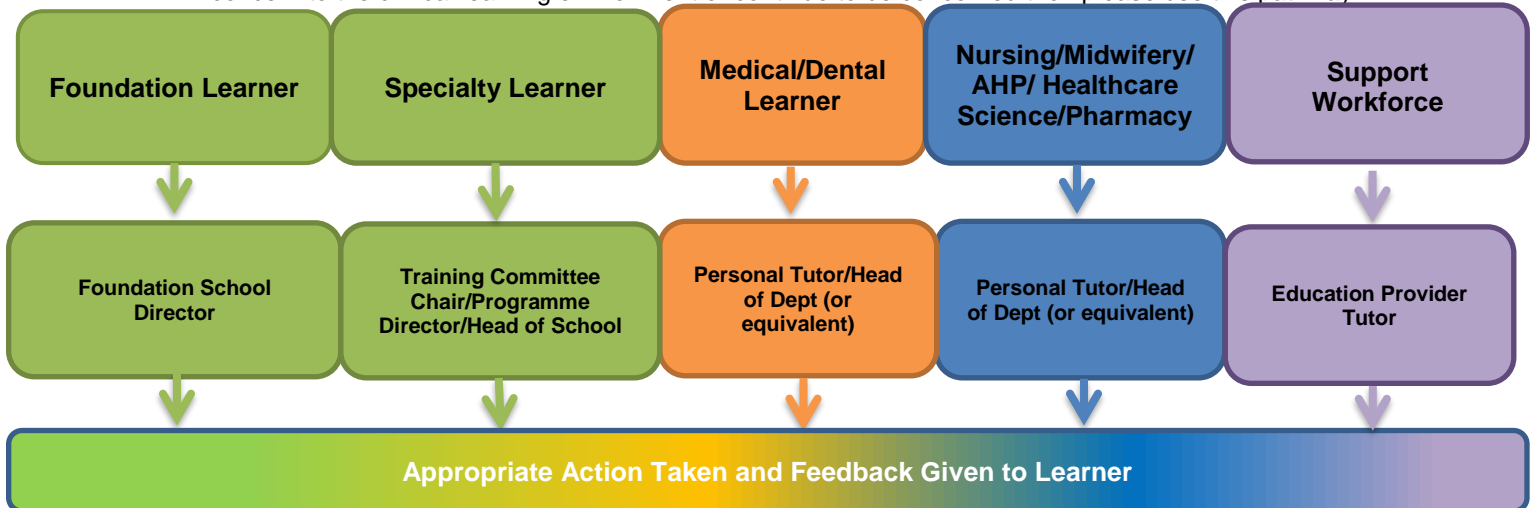 Foundation Learner
Specialty Learner
Medical/Dental
Learner
Nursing/Midwifery/
AHP/ Healthcare
Science/Pharmacy
Support
Workforce
Foundation School
Director
Training Committee
Chair/Programme
Director/Head of School
Personal Tutor/Head
of Dept (or
equivalent)
Personal Tutor/Head
of Dept (or equivalent)
Education Provider
Tutor
Appropriate Action Taken and Feedback Given to Learner